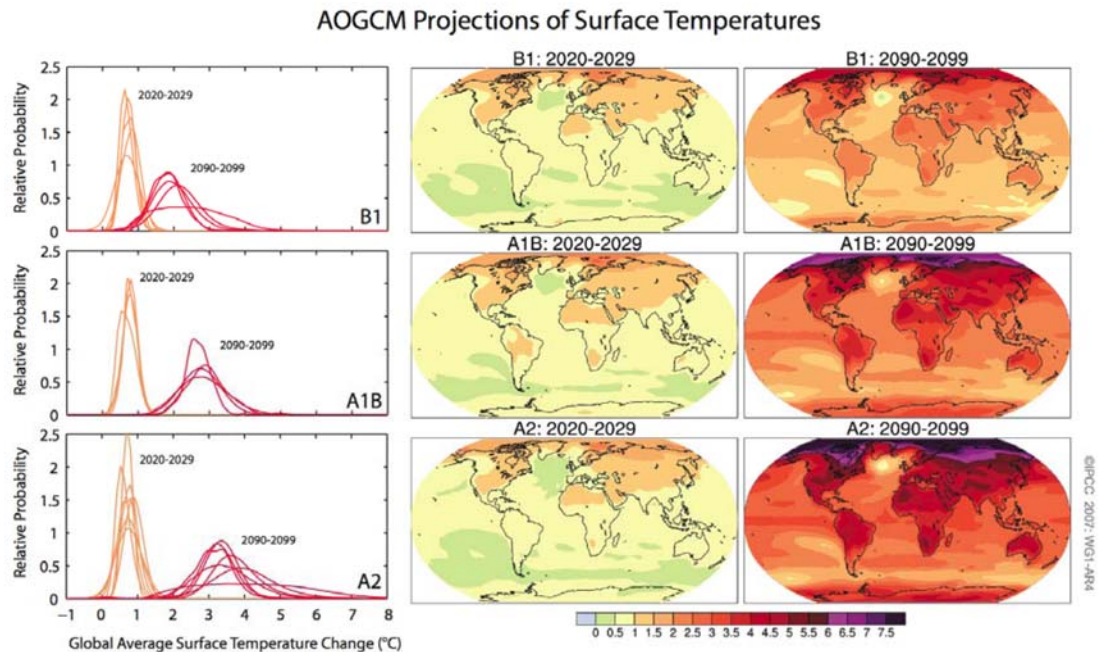 AOGCM Projections of Surface Temperatures
B1: 2020-2029
B1: 2090-2099
Relative Probability
2.5
2
1.5
1
0.5
0
2020-2029
2090-2099
B1
A1B: 2020-2029
A1B: 2090-2099
Relative Probability
2.5
2
1.5
1
0.5
0
2020-2029
2090-2099
A1B
A2: 2020-2029
A2: 2090-2099
Relative Probability
2.5
2
1.5
1
0.5
0
2020-2029
2090-2099
A2
−1 0 1 2 3 4 5 6 7 8
Global Average Surface Temperature Change (°C)
0 0.5 1 1.5 2 2.5 3 3.5 4 4.5 5 5.5 6 6.5 7 7.5
©IPCC 2007: WG1-AR4